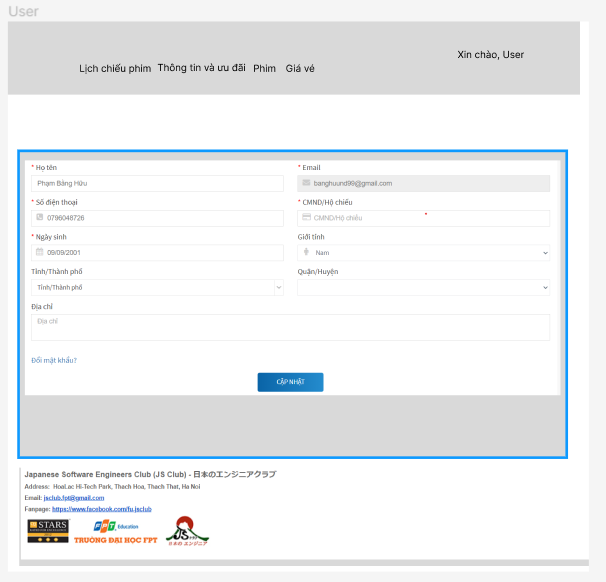 User
Xin chào, User
Lịch chiếu phim Thông tin và ưu đãi Phim Giá vé
* Họ tên * Email
Phạm Băng Hữu banghuund99@gmail.com
* Số điện thoại * CMND/Hộ chiếu
0796048726 CMND/Hộ chiếu *
* Ngày sinh Giới tính
09/09/2001 Nam
Tỉnh/Thành phố Quận/Huyện
Tỉnh/Thành phố
Địa chỉ
Địa chỉ
Đổi mật khẩu?
CẬP NHẬT
Japanese Software Engineers Club (JS Club) - 日本のエンジニアクラブ
Address: HoaLac Hi-Tech Park, Thach Hoa, Thach That, Ha Noi
Email: jsclub.fpt@gmail.com
Fanpage: https://www.facebook.com/fu.jsclub
STARS
FPT Education
TRƯỜNG ĐẠI HỌC FPT
JS
日本のエンジニア